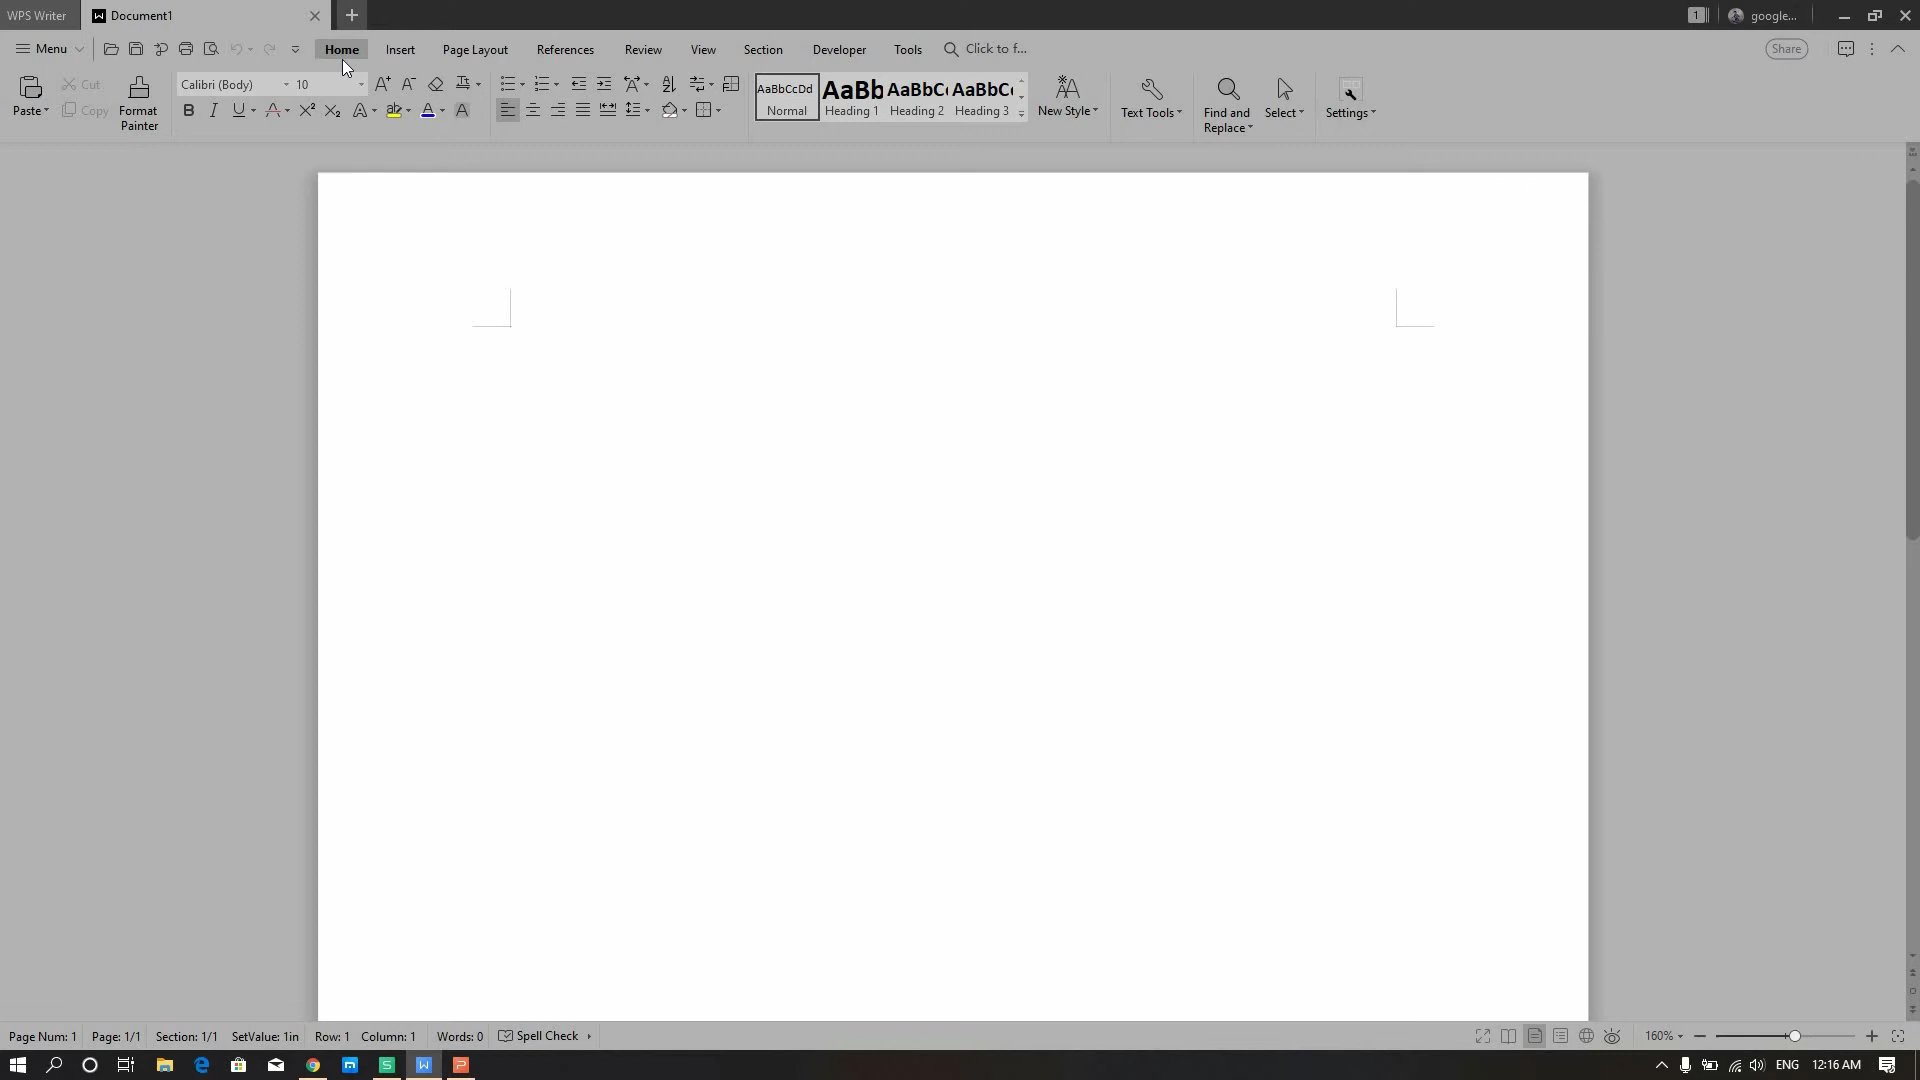 WPS Writer
Document1
1
google...
Menu
Home
Insert
Page Layout
References
Review
View
Section
Developer
Tools
Click to f...
Share
Paste
Cut
Copy
Format
Painter
Calibri (Body)
10
AaBbCcDd
Normal
AaBb
Heading 1
AaBbC
Heading 2
AaBbC
Heading 3
New Style
Text Tools
Find and
Replace
Select
Settings
Page Num: 1
Page: 1/1
Section: 1/1
SetValue: 1in
Row: 1
Column: 1
Words: 0
Spell Check
160%
ENG
12:16 AM